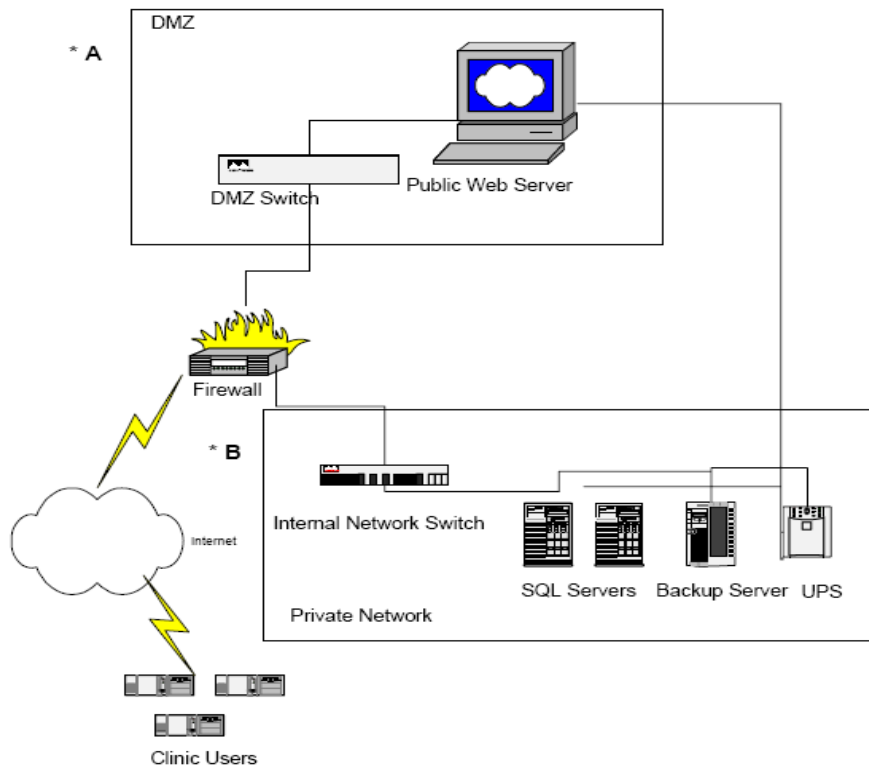 DMZ
* A
Public Web Server
DMZ Switch
Firewall
* B
Internal Network Switch
Internet
SQL Servers
Backup Server
UPS
Private Network
Clinic Users